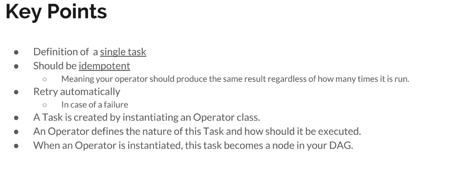 Key Points
● Definition of a single task
● Should be idempotent
○ Meaning your operator should produce the same result regardless of how many times it is run.
● Retry automatically
○ In case of a failure
● A Task is created by instantiating an Operator class.
● An Operator defines the nature of this Task and how should it be executed.
● When an Operator is instantiated, this task becomes a node in your DAG.